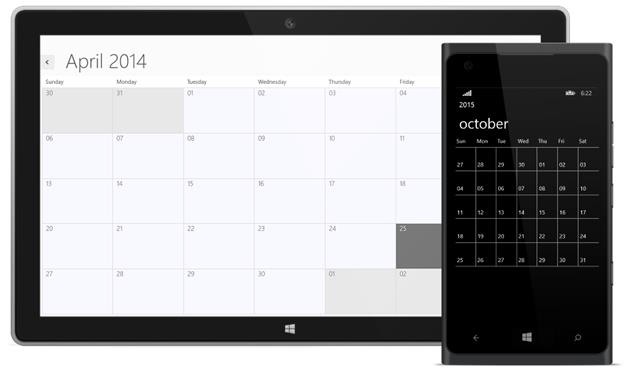 April 2014
Sunday Monday Tuesday Wednesday Thursday Friday
30 31 01 02 03 04
06 07 08 09 10 11
13 14 15 16 17 18
20 21 22 23 24 25
27 28 29 30 01 02
6:22
2015
october
Sun Mon Tue Wed Thu Fri Sat
27 28 29 30 01 02 03
04 05 06 07 08 09 10
11 12 13 14 15 16 17
18 19 20 21 22 23 24
25 26 27 28 29 30 31